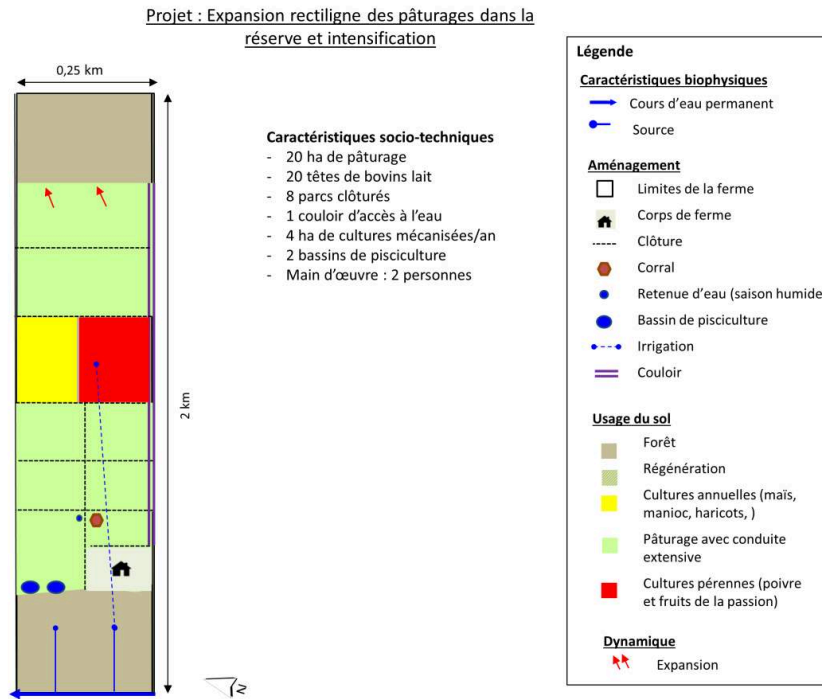 Projet : Expansion rectiligne des pâturages dans la
réserve et intensification
0,25 km
2 km
Caractéristiques socio-techniques
- 20 ha de pâturage
- 20 têtes de bovins lait
- 8 parcs clôturés
- 1 couloir d'accès à l'eau
- 4 ha de cultures mécanisées/an
- 2 bassins de pisciculture
- Main d'œuvre : 2 personnes
N
Légende
Caractéristiques biophysiques
Cours d'eau permanent
Source
Aménagement
Limites de la ferme
Corps de ferme
Clôture
Corral
Retenue d'eau (saison humide
Bassin de pisciculture
Irrigation
Couloir
Usage du sol
Forêt
Régénération
Cultures annuelles (maïs,
manioc, haricots, )
Pâturage avec conduite
extensive
Cultures pérennes (poivre
et fruits de la passion)
Dynamique
Expansion